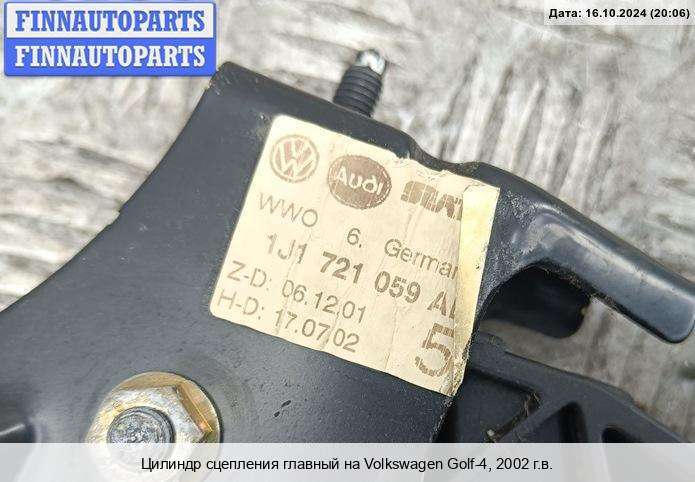 FINNAUTOPARTS
FINNAUTOPARTS
Дата: 16.10.2024 (20:06)
Audi
SEAT
WWO 6. German
1J1 721 059
Z-D: 06.12.01
H-D: 17.07.02
5
Цилиндр сцепления главный на Volkswagen Golf-4, 2002 г.в.